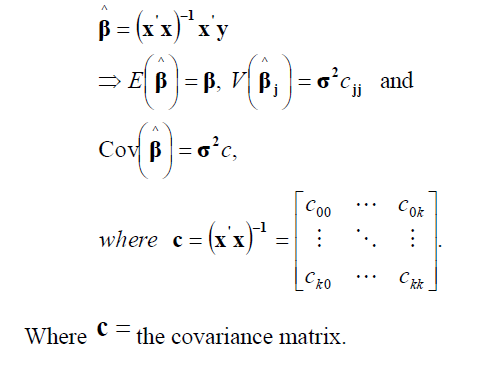 β̂ = (x'x)⁻¹ x'y
⇒ E(β̂) = β, V(β̂ⱼ) = σ²cⱼⱼ and
Cov(β̂) = σ²c,
where c = (x'x)⁻¹ = [c₀₀ ⋯ c₀ₖ
⋮ ⋱ ⋮
cₖ₀ ⋯ cₖₖ].
Where c = the covariance matrix.